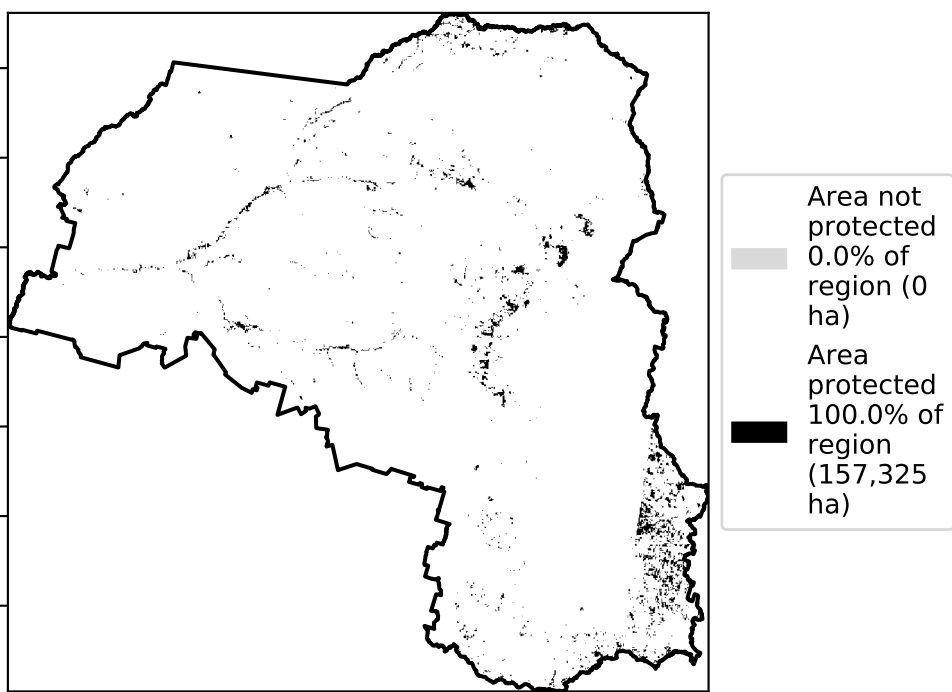 Area not
protected
0.0% of
region (0
ha)
Area
protected
100.0% of
region
(157,325
ha)